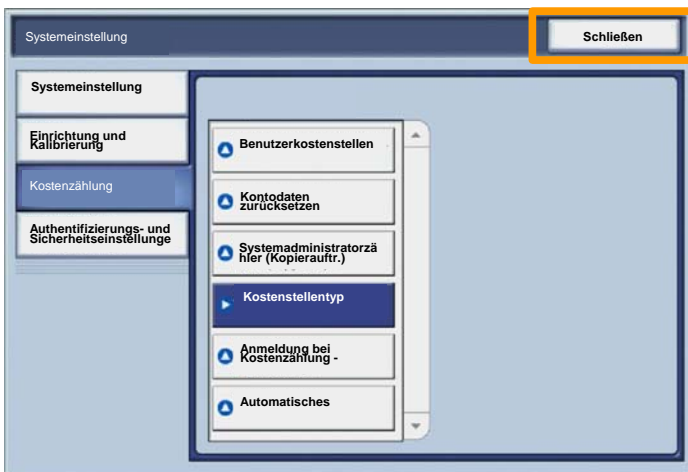 Systemeinstellung
Schließen
Systemeinstellung
Einrichtung und
Kalibrierung
Kostenzählung
Authentifizierungs- und
Sicherheitseinstellunge
Benutzerkostenstellen
Kontodaten
zurücksetzen
Systemadministratorzä
hler (Kopierauftr.)
Kostenstellentyp
Anmeldung bei
Kostenzählung -
Automatisches